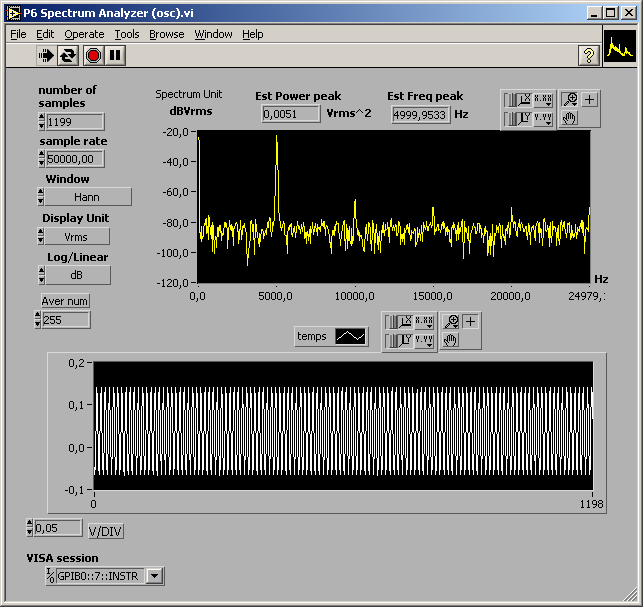 P6 Spectrum Analyzer (osc).vi
File Edit Operate Tools Browse Window Help
number of
samples
1199
sample rate
50000,00
Window
Hann
Display Unit
Vrms
Log/Linear
dB
Aver num
255
Spectrum Unit
dBVrms
Est Power peak
0,0051 Vrms^2
Est Freq peak
4999,9533 Hz
X X.XX
Y Y.YY
-20,0
-40,0
-60,0
-80,0
-100,0
-120,0
0,0 5000,0 10000,0 15000,0 20000,0 24979,
Hz
temps
X X.XX
Y Y.YY
0,2
0,1
0,0
-0,1
0 1198
0,05 V/DIV
VISA session
I/O GPIB0::7::INSTR